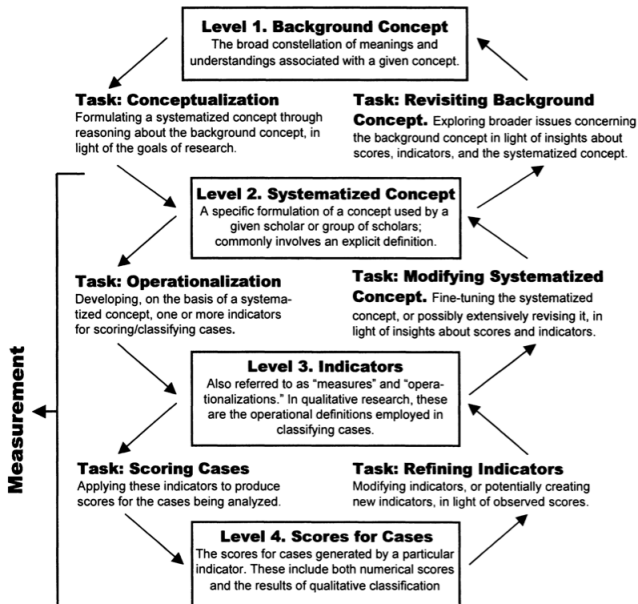 Level 1. Background Concept
The broad constellation of meanings and
understandings associated with a given concept.
Task: Conceptualization
Formulating a systematized concept through
reasoning about the background concept, in
light of the goals of research.
Task: Revisiting Background
Concept. Exploring broader issues concerning
the background concept in light of insights about
scores, indicators, and the systematized concept.
Level 2. Systematized Concept
A specific formulation of a concept used by a
given scholar or group of scholars;
commonly involves an explicit definition.
Task: Operationalization
Developing, on the basis of a systema-
tized concept, one or more indicators
for scoring/classifying cases.
Task: Modifying Systematized
Concept. Fine-tuning the systematized
concept, or possibly extensively revising it, in
light of insights about scores and indicators.
Level 3. Indicators
Also referred to as “measures” and “opera-
tionalizations.” In qualitative research, these
are the operational definitions employed in
classifying cases.
Measurement
Task: Scoring Cases
Applying these indicators to produce
scores for the cases being analyzed.
Task: Refining Indicators
Modifying indicators, or potentially creating
new indicators, in light of observed scores.
Level 4. Scores for Cases
The scores for cases generated by a particular
indicator. These include both numerical scores
and the results of qualitative classification